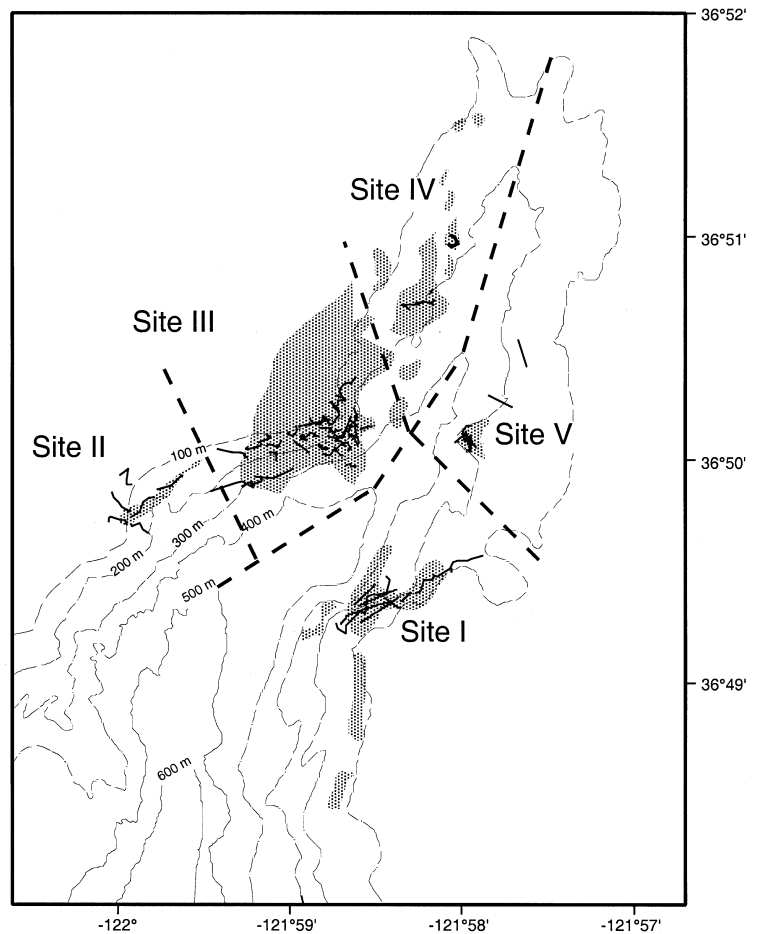 36°52'
Site IV
36°51'
Site III
Site II
100 m
Site V
36°50'
400 m
300 m
200 m
500 m
Site I
36°49'
600 m
-122°
-121°59'
-121°58'
-121°57'